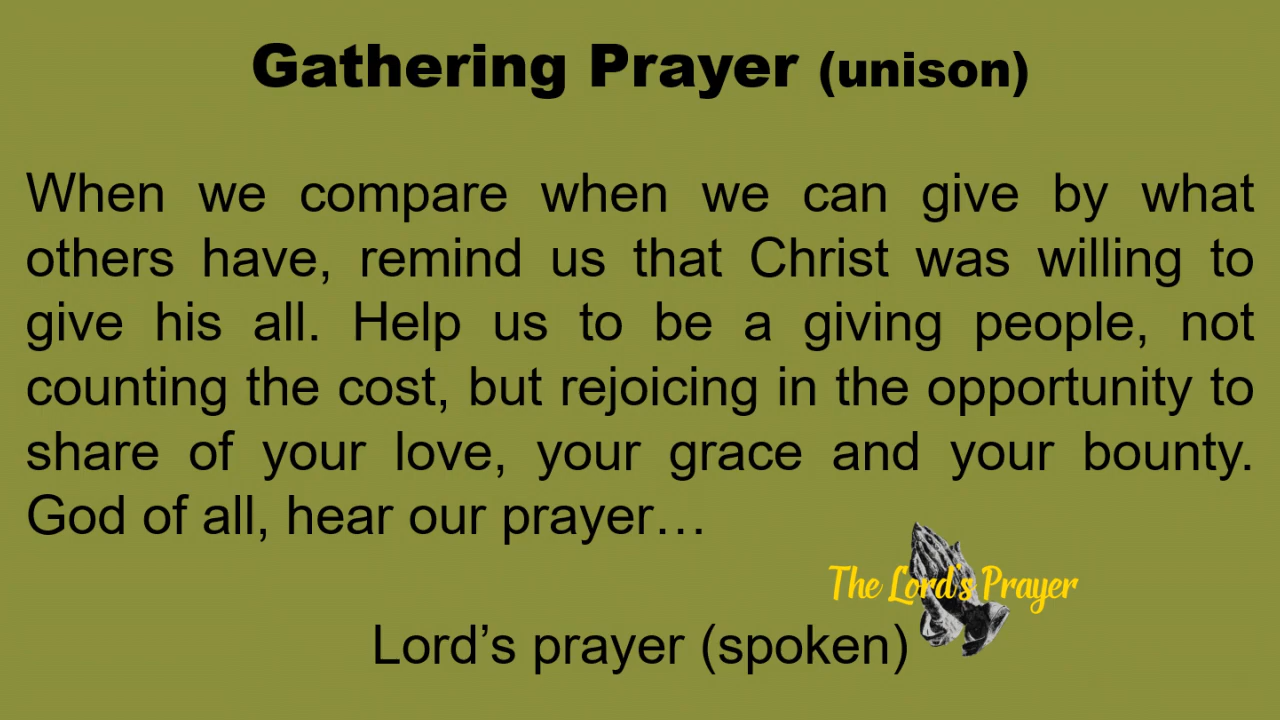 Gathering Prayer (unison)
When we compare when we can give by what
others have, remind us that Christ was willing to
give his all. Help us to be a giving people, not
counting the cost, but rejoicing in the opportunity to
share of your love, your grace and your bounty.
God of all, hear our prayer…
The Lord's Prayer
Lord’s prayer (spoken)